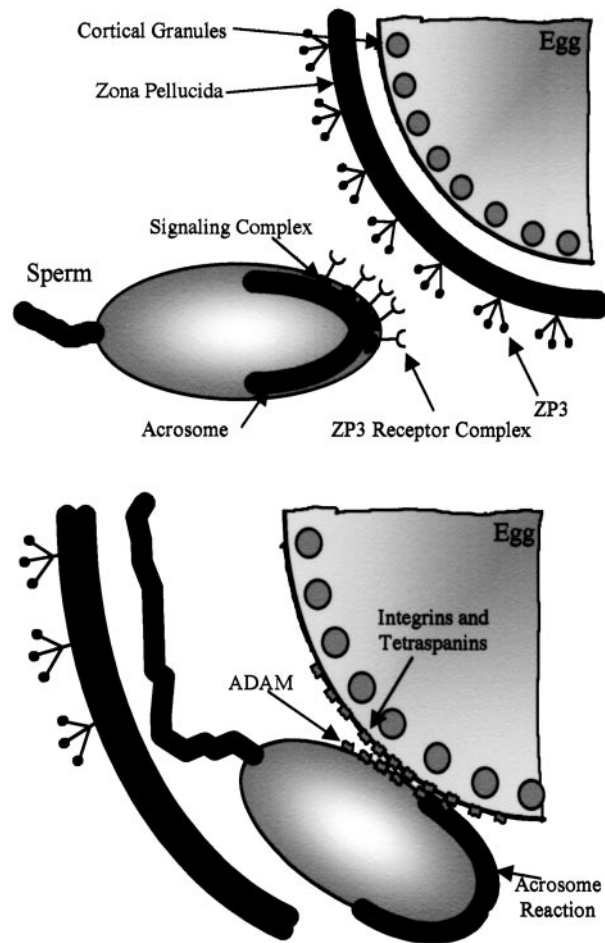 Cortical Granules
Egg
Zona Pellucida
Signaling Complex
Sperm
ZP3
Acrosome
ZP3 Receptor Complex
Egg
Integrins and
Tetraspanins
ADAM
Acrosome
Reaction